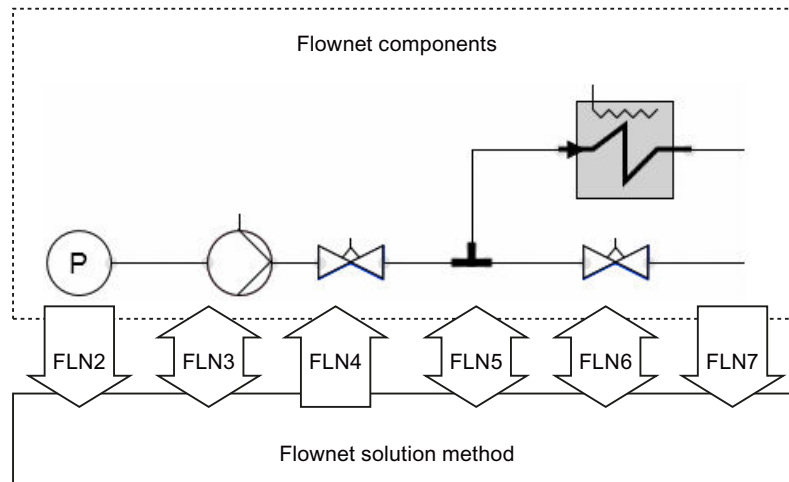 Flownet components
P
FLN2 FLN3 FLN4 FLN5 FLN6 FLN7
Flownet solution method